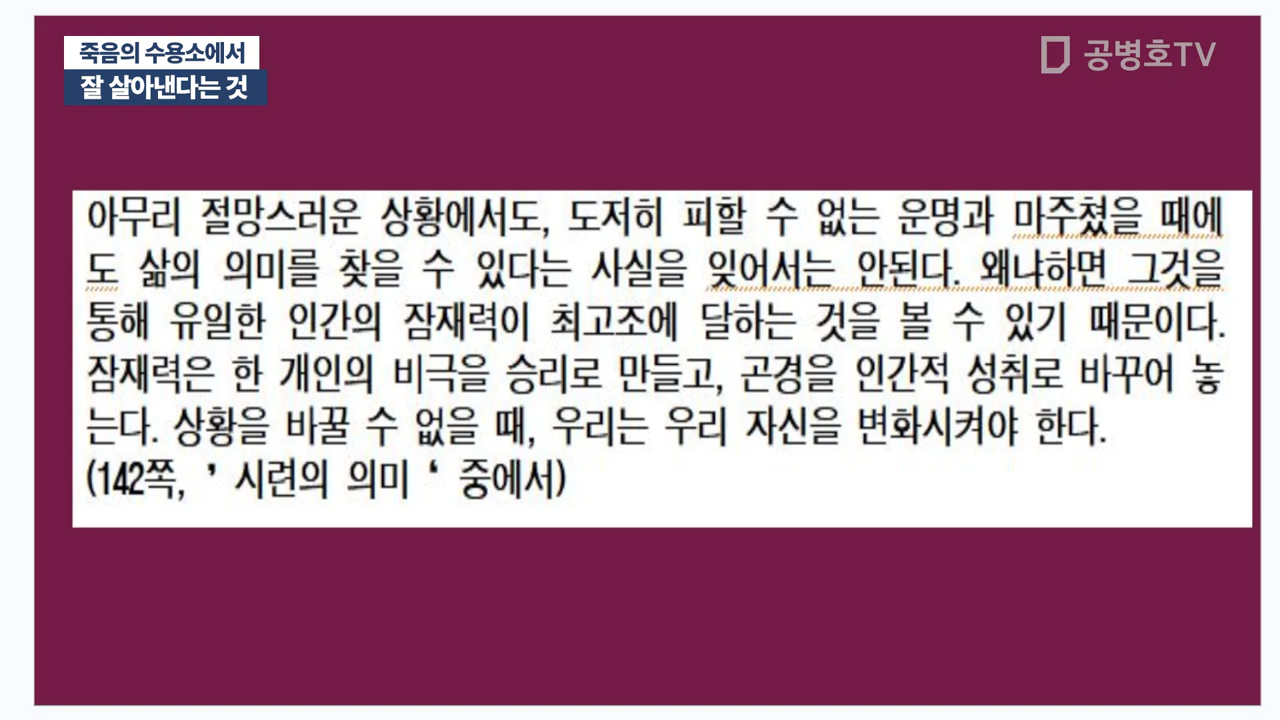 죽음의 수용소에서
잘 살아낸다는 것
공병호TV
아무리 절망스러운 상황에서도, 도저히 피할 수 없는 운명과 마주쳤을 때에
도 삶의 의미를 찾을 수 있다는 사실을 잊어서는 안된다. 왜냐하면 그것을
통해 유일한 인간의 잠재력이 최고조에 달하는 것을 볼 수 있기 때문이다.
잠재력은 한 개인의 비극을 승리로 만들고, 곤경을 인간적 성취로 바꾸어 놓
는다. 상황을 바꿀 수 없을 때, 우리는 우리 자신을 변화시켜야 한다.
(142쪽, ’ 시련의 의미 ‘ 중에서)